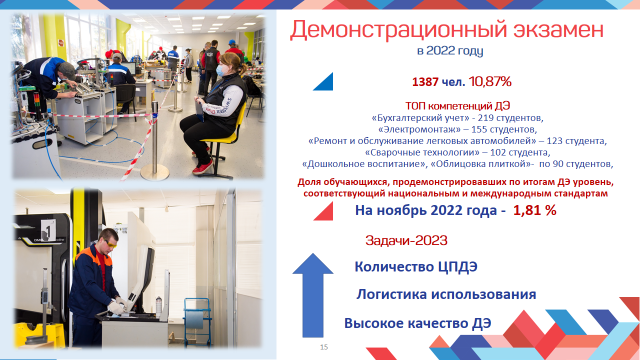 Демонстрационный экзамен
в 2022 году
1387 чел. 10,87%
ТОП компетенций ДЭ
«Бухгалтерский учет» - 219 студентов,
«Электромонтаж» – 155 студентов,
«Ремонт и обслуживание легковых автомобилей» – 123 студента,
«Сварочные технологии» – 102 студента,
«Дошкольное воспитание», «Облицовка плиткой»- по 90 студентов,
Доля обучающихся, продемонстрировавших по итогам ДЭ уровень,
соответствующий национальным и международным стандартам
На ноябрь 2022 года - 1,81 %
Задачи-2023
Количество ЦПДЭ
Логистика использования
Высокое качество ДЭ
15
1